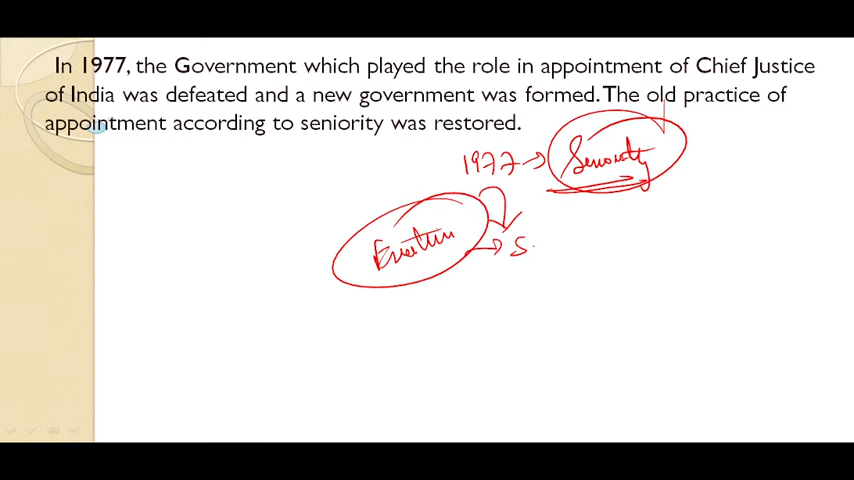 In 1977, the Government which played the role in appointment of Chief Justice
of India was defeated and a new government was formed. The old practice of
appointment according to seniority was restored.
1977 → Seniority
→ S.